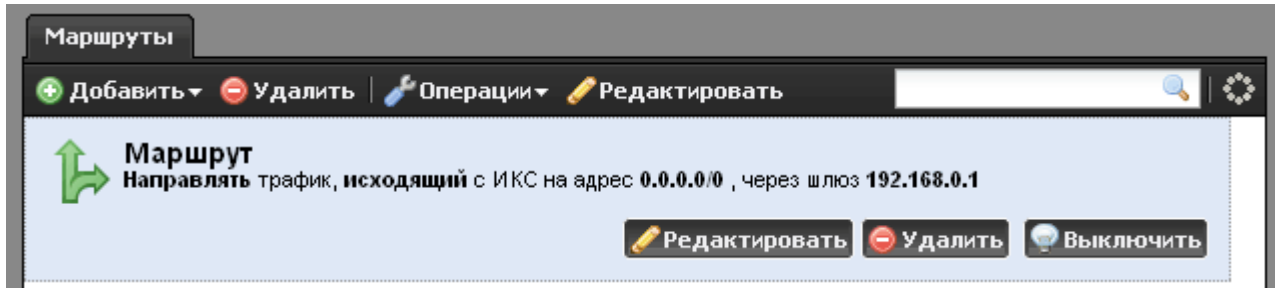 Маршруты
Добавить Удалить Операции Редактировать
Маршрут
Направлять трафик, исходящий с ИКС на адрес 0.0.0.0/0 , через шлюз 192.168.0.1
Редактировать Удалить Выключить